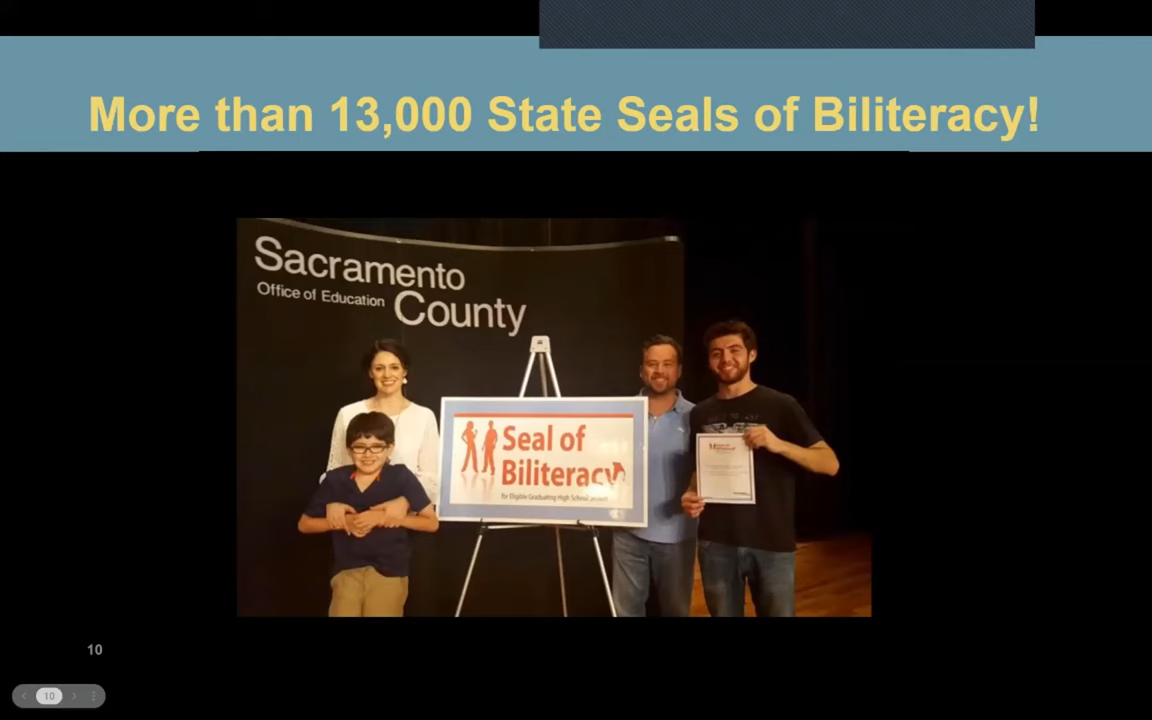 More than 13,000 State Seals of Biliteracy!
Sacramento
Office of Education County
Seal of
Biliteracy
for Eligible Graduating High School
10
10